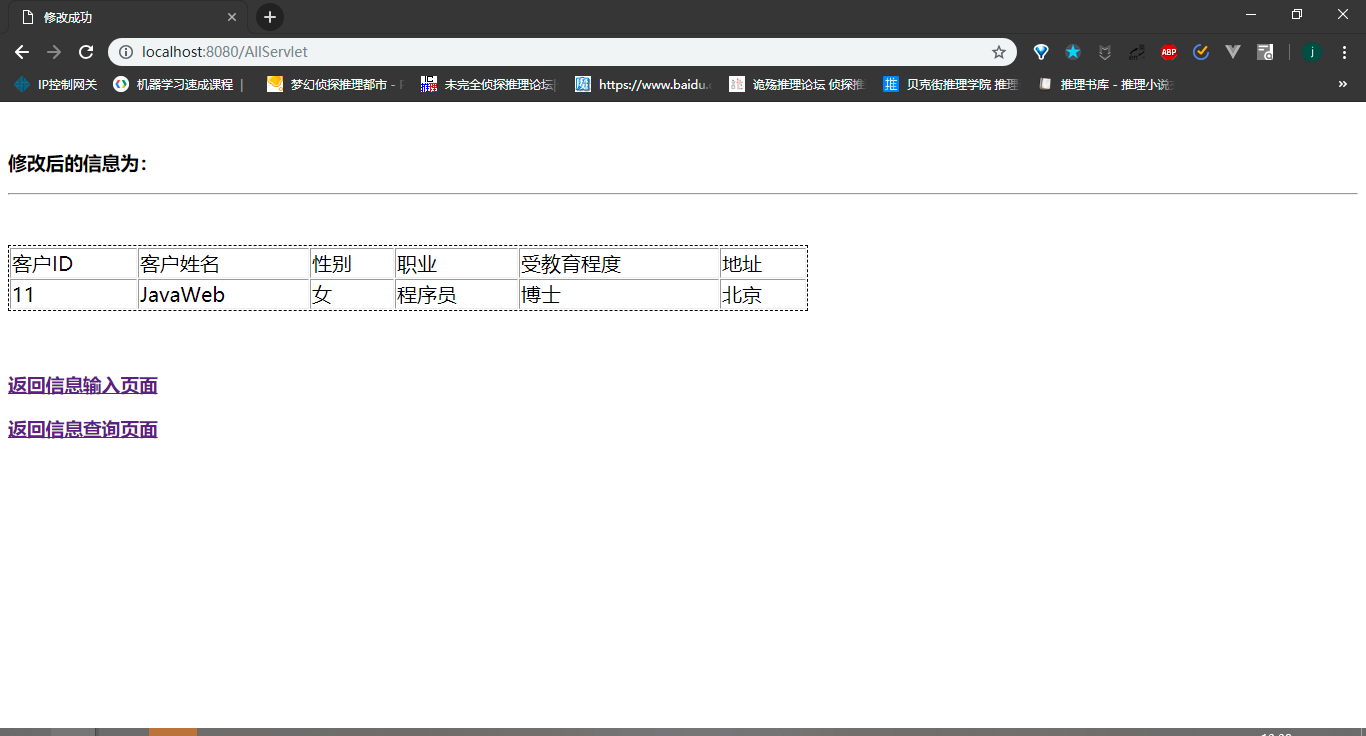 修改成功
localhost:8080/AllServlet
ABP
j
IP控制网关 机器学习速成课程 | 梦幻侦探推理都市 - 未完全侦探推理论坛 https://www.baidu. 诡殇推理论坛 侦探推 贝克街推理学院 推理 推理书库 - 推理小说 »
修改后的信息为：
客户ID 客户姓名 性别 职业 受教育程度 地址
11 JavaWeb 女 程序员 博士 北京
返回信息输入页面
返回信息查询页面